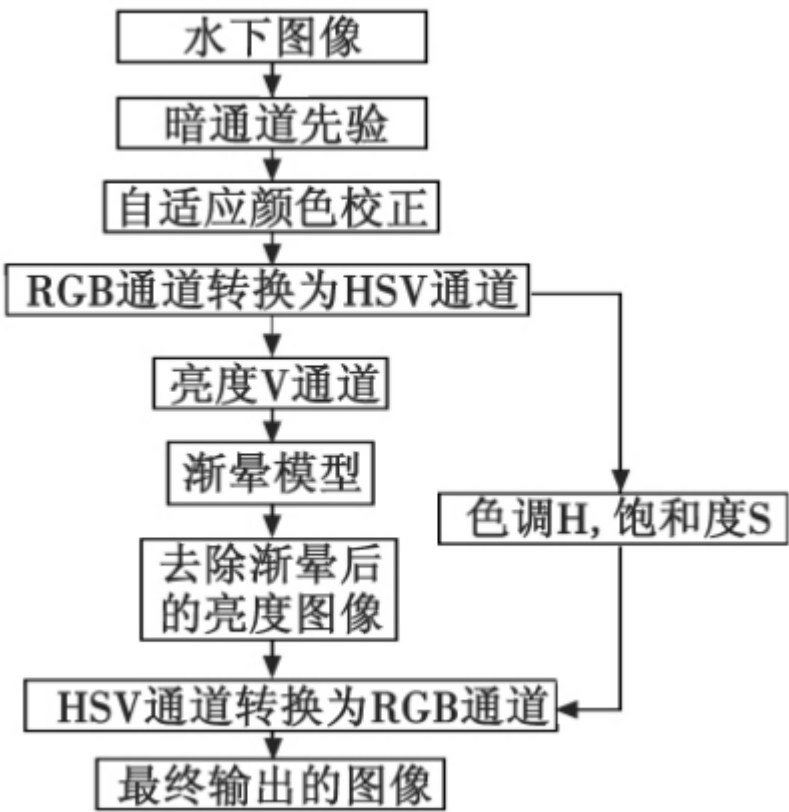 水下图像
暗通道先验
自适应颜色校正
RGB通道转换为HSV通道
亮度V通道
渐晕模型
色调H, 饱和度S
去除渐晕后
的亮度图像
HSV通道转换为RGB通道
最终输出的图像